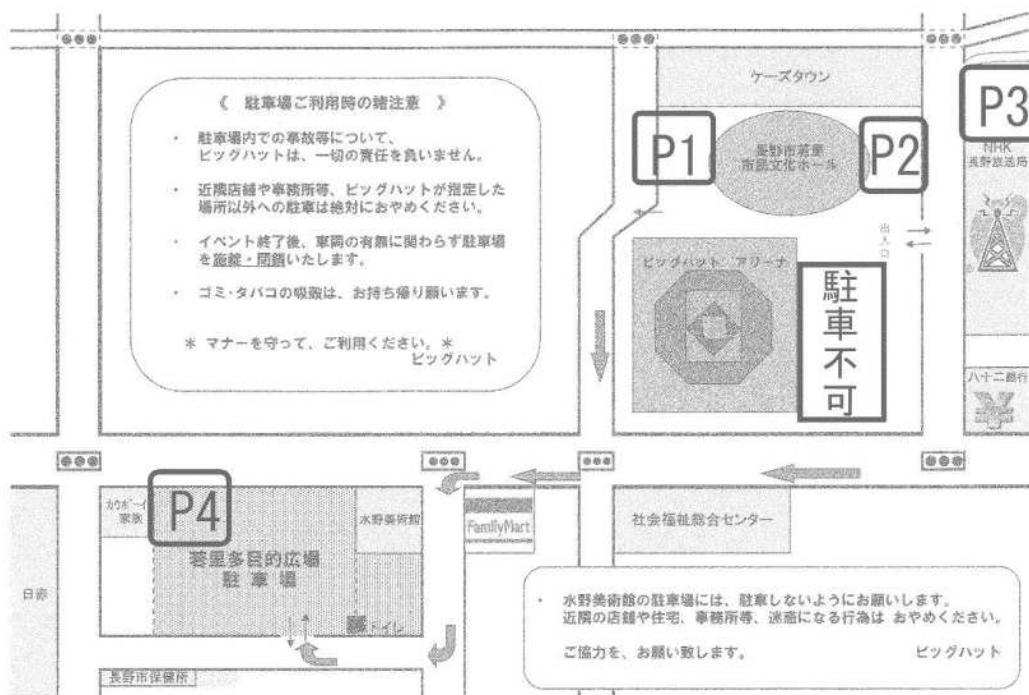 ケーズタウン
P3
《 駐車場ご利用時の諸注意 》
・ 駐車場内での事故等について、
ビッグハットは、一切の責任を負いません。
・ 近隣店舗や事務所等、ビッグハットが指定した
場所以外への駐車は絶対におやめください。
・ イベント終了後、車両の有無に関わらず駐車場
を施錠・閉鎖いたします。
・ ゴミ・タバコの吸殻は、お持ち帰り願います。
＊ マナーを守って、ご利用ください。＊
ビッグハット
P1
長野市若里
市民文化ホール
P2
NHK
長野放送局
出入口
ビッグハット アリーナ
駐車不可
八十二銀行
¥
カウボーイ
家族
P4
水野美術館
FamilyMart
社会福祉総合センター
若里多目的広場
駐車場
日赤
トイレ
長野市保健所
・ 水野美術館の駐車場には、駐車しないようにお願いします。
近隣の店舗や住宅、事務所等、迷惑になる行為は おやめください。
ご協力を、お願い致します。 ビッグハット